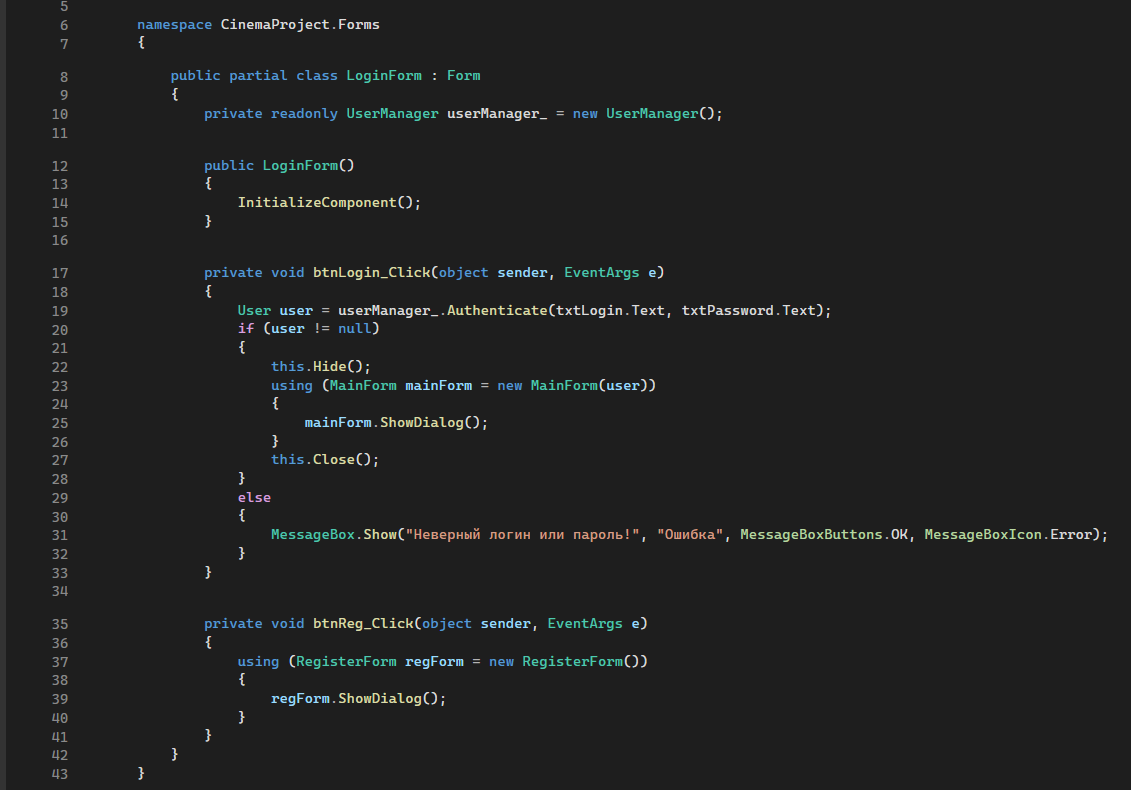 5
6 namespace CinemaProject.Forms
7 {
8 public partial class LoginForm : Form
9 {
10 private readonly UserManager userManager_ = new UserManager();
11
12 public LoginForm()
13 {
14 InitializeComponent();
15 }
16
17 private void btnLogin_Click(object sender, EventArgs e)
18 {
19 User user = userManager_.Authenticate(txtLogin.Text, txtPassword.Text);
20 if (user != null)
21 {
22 this.Hide();
23 using (MainForm mainForm = new MainForm(user))
24 {
25 mainForm.ShowDialog();
26 }
27 this.Close();
28 }
29 else
30 {
31 MessageBox.Show("Неверный логин или пароль!", "Ошибка", MessageBoxButtons.OK, MessageBoxIcon.Error);
32 }
33 }
34
35 private void btnReg_Click(object sender, EventArgs e)
36 {
37 using (RegisterForm regForm = new RegisterForm())
38 {
39 regForm.ShowDialog();
40 }
41 }
42 }
43 }